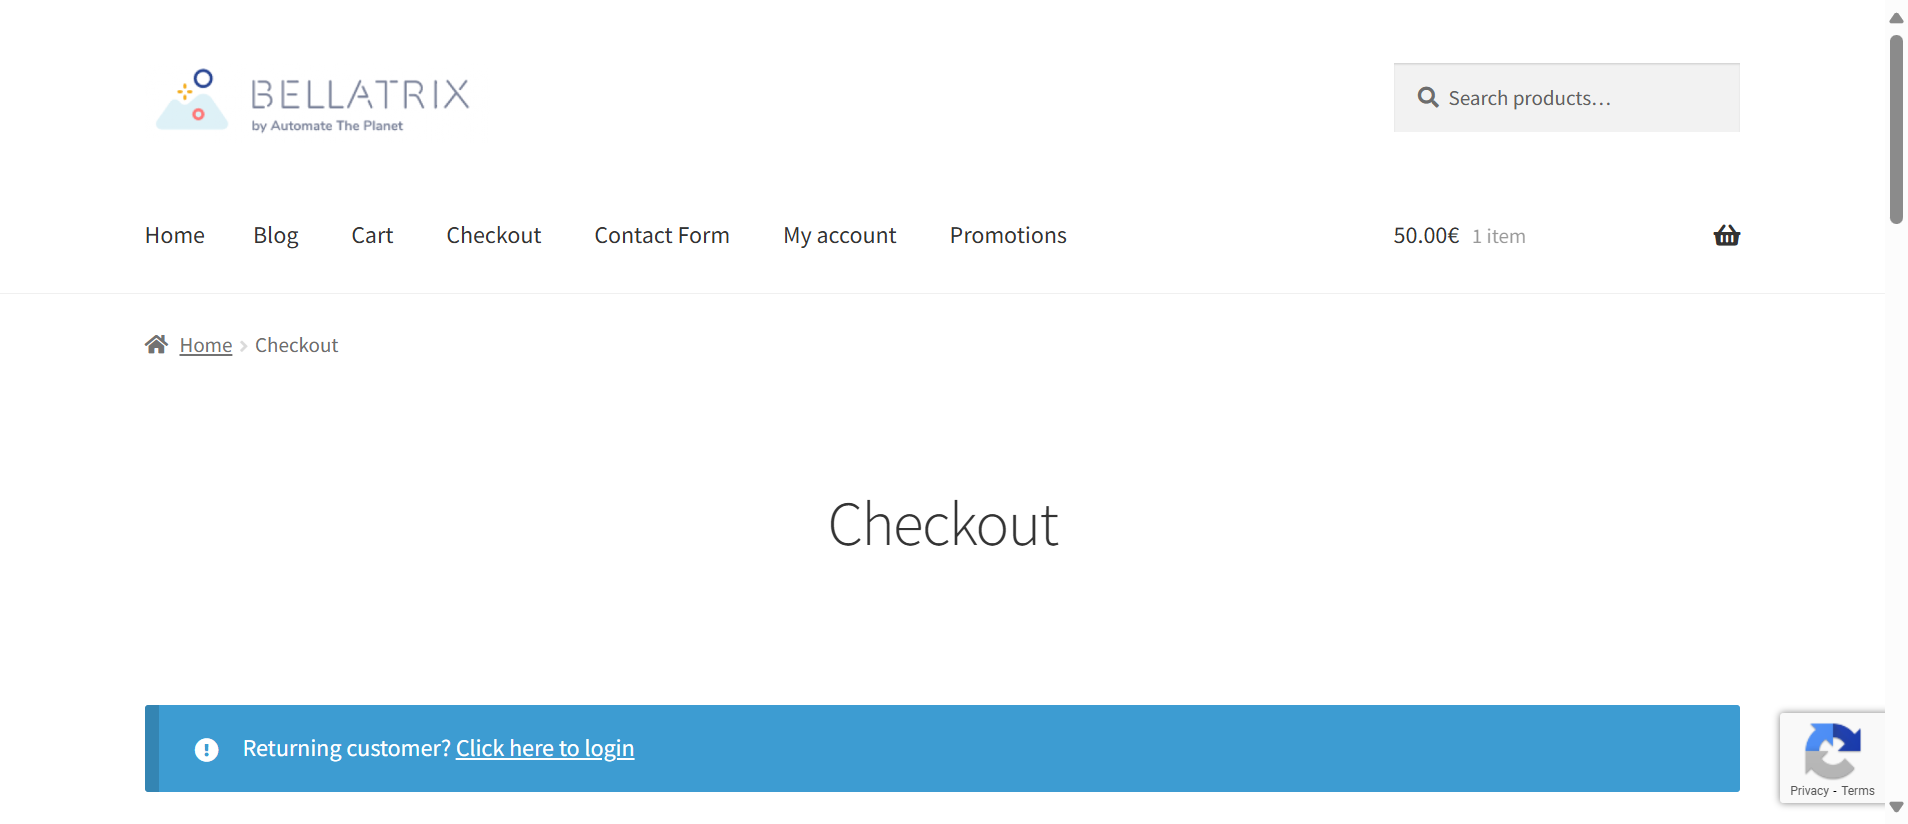 BELLATRIX
by Automate The Planet
Search products…
Home Blog Cart Checkout Contact Form My account Promotions 50.00€ 1 item
Home Checkout
Checkout
Returning customer? Click here to login
Privacy - Terms